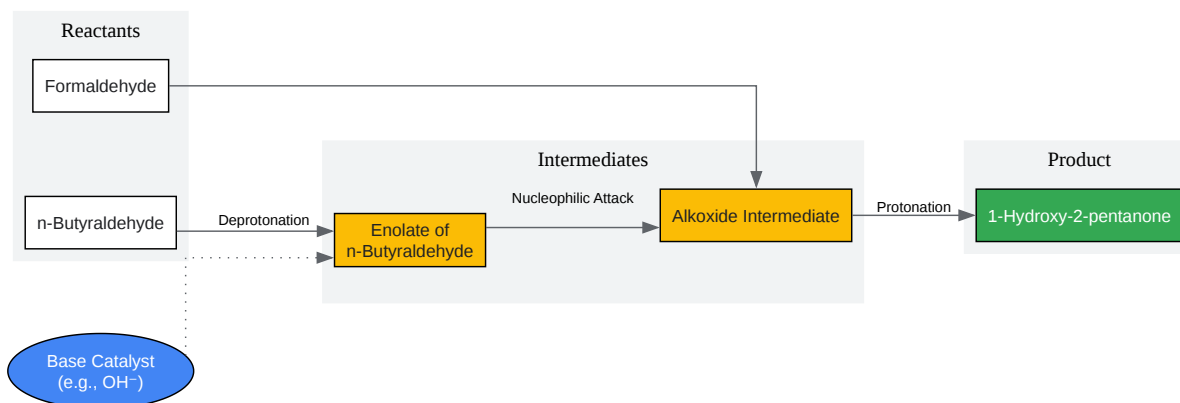 Reactants
Formaldehyde
n-Butyraldehyde
Deprotonation
Base Catalyst
(e.g., OH⁻)
Intermediates
Enolate of
n-Butyraldehyde
Nucleophilic Attack
Alkoxide Intermediate
Protonation
Product
1-Hydroxy-2-pentanone